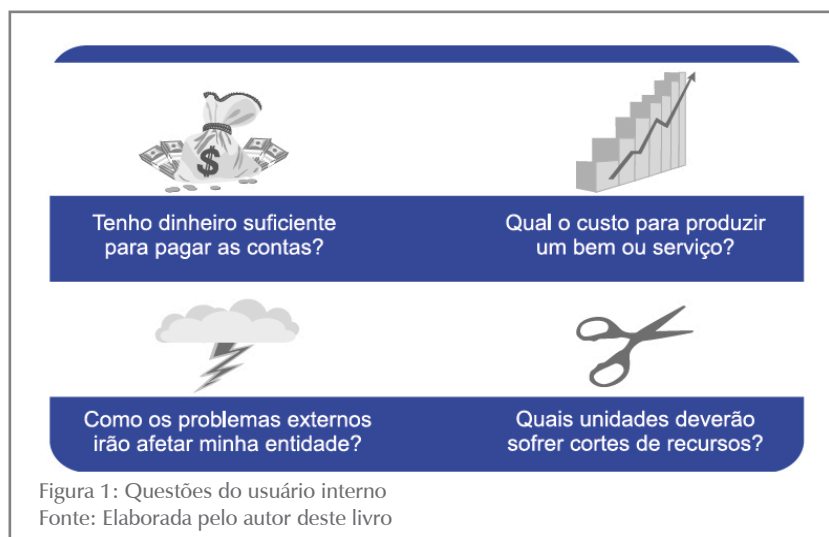 $
Tenho dinheiro suficiente
para pagar as contas?
Qual o custo para produzir
um bem ou serviço?
Como os problemas externos
irão afetar minha entidade?
Quais unidades deverão
sofrer cortes de recursos?
Figura 1: Questões do usuário interno
Fonte: Elaborada pelo autor deste livro